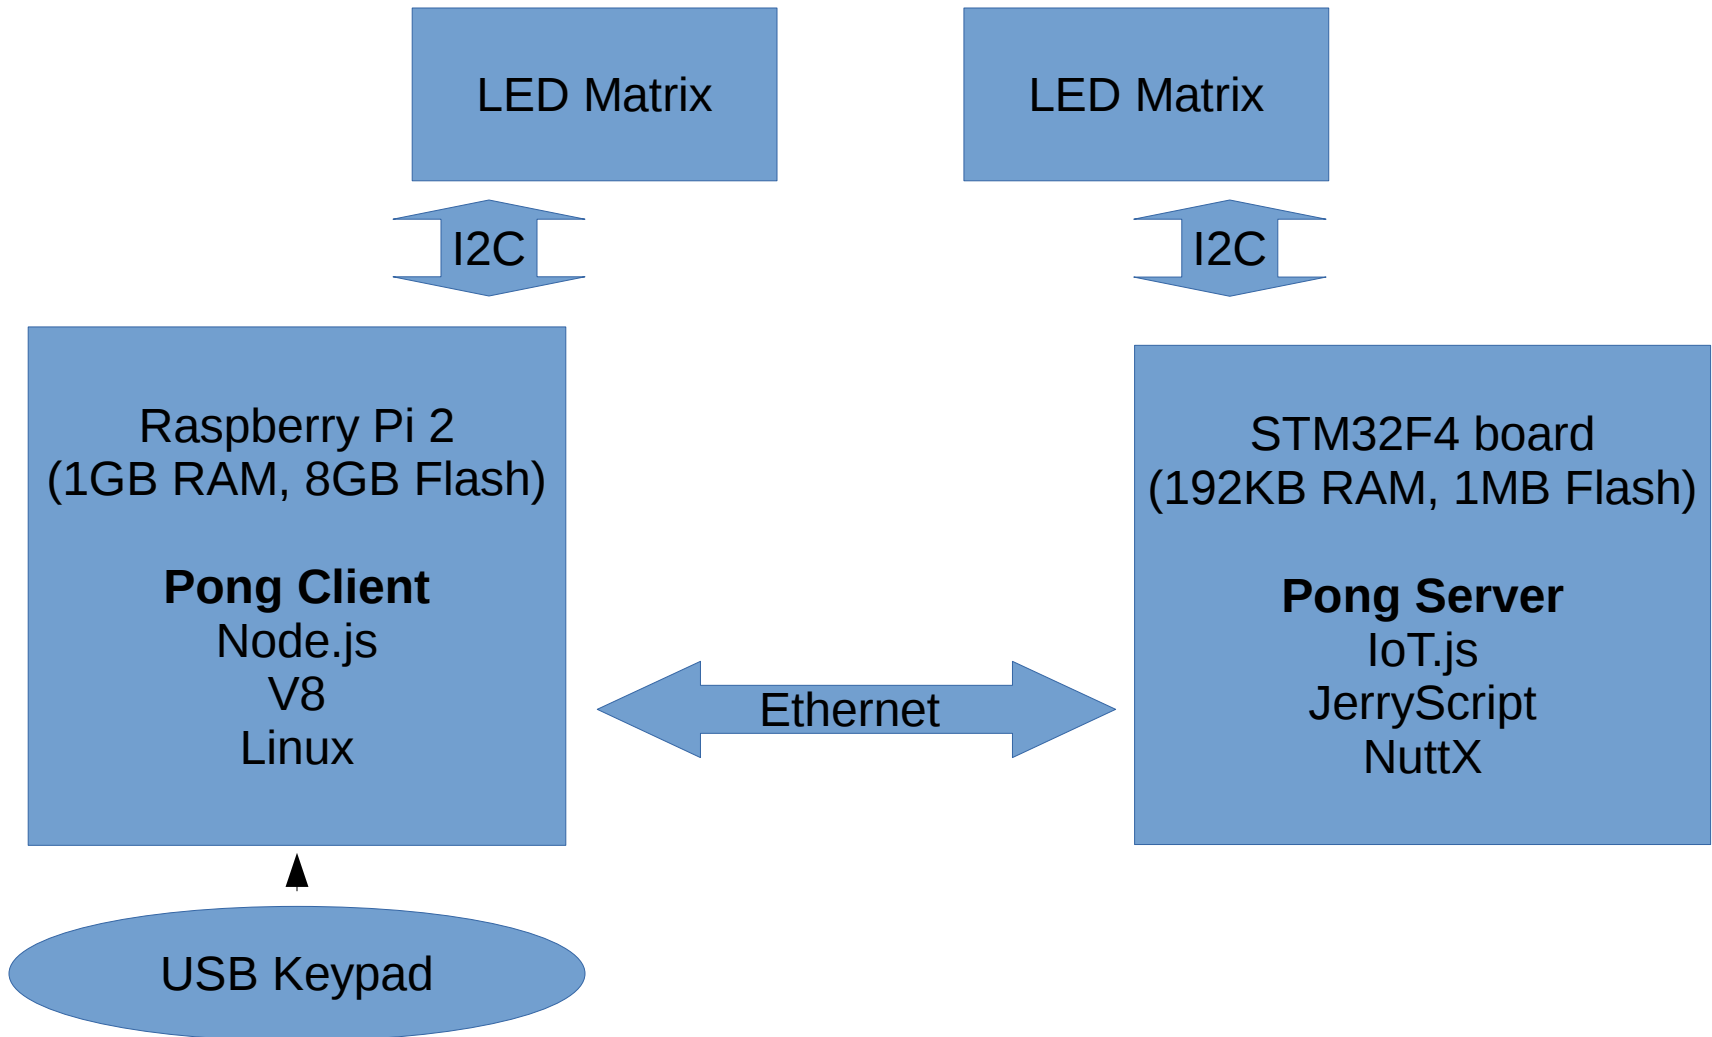 LED Matrix
LED Matrix
I2C
I2C
Raspberry Pi 2
(1GB RAM, 8GB Flash)
Pong Client
Node.js
V8
Linux
Ethernet
STM32F4 board
(192KB RAM, 1MB Flash)
Pong Server
IoT.js
JerryScript
NuttX
USB Keypad